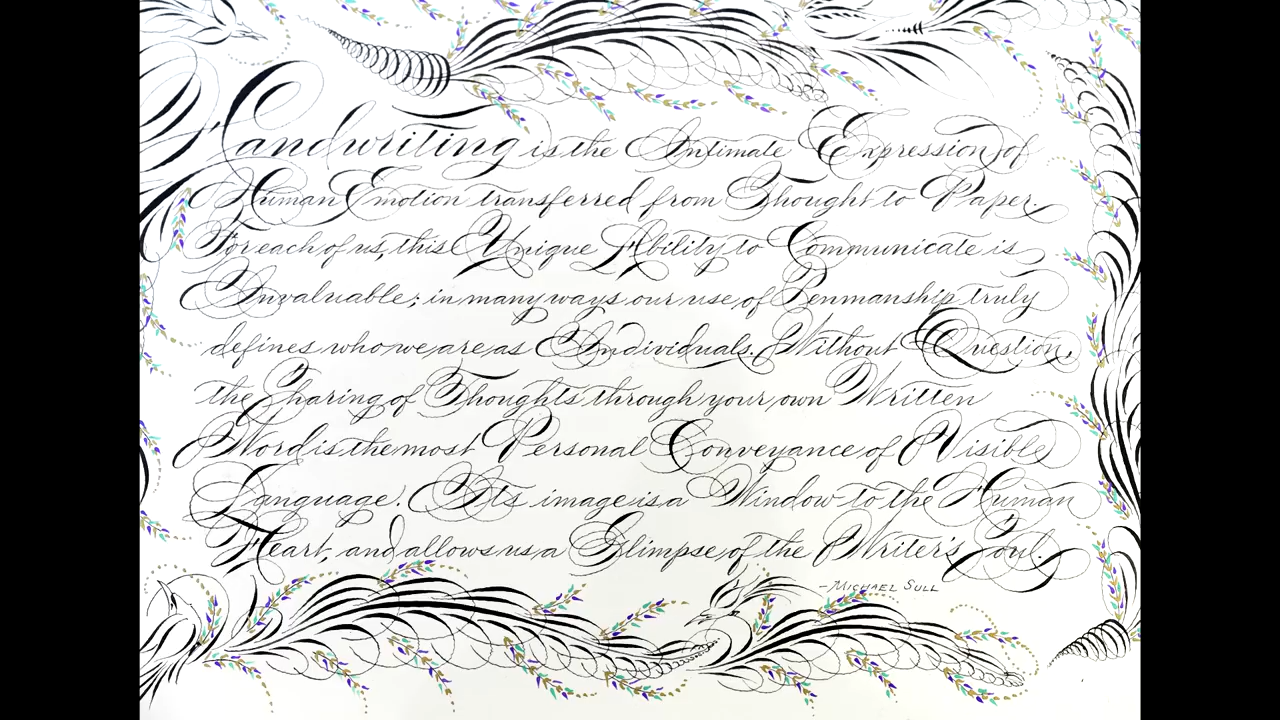 Handwriting is the Intimate Expression of
Human Emotion transferred from Thought to Paper.
For each of us, this Unique Ability to Communicate is
Invaluable; in many ways our use of Penmanship truly
defines who we are as Individuals. Without Question,
the Sharing of Thoughts through your own Written
Word is the most Personal Conveyance of Visible
Language. Its image is a Window to the Human
Heart, and allows us a Glimpse of the Writer's Soul.
—MICHAEL SULL